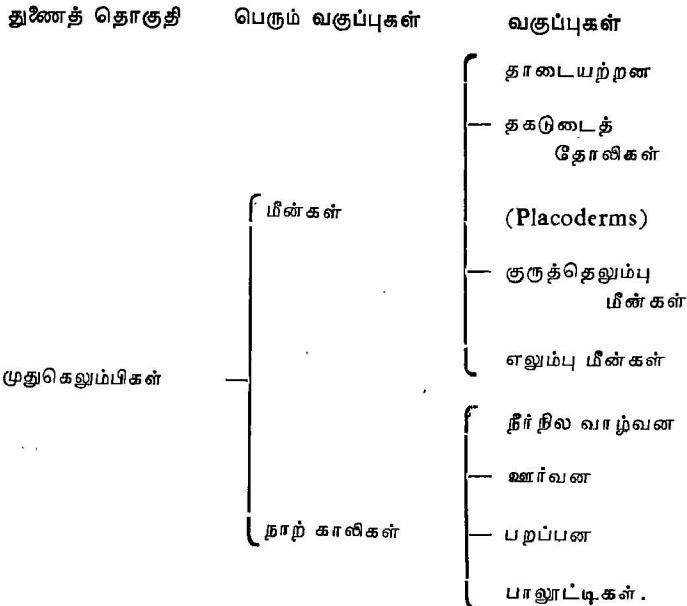 துணைத் தொகுதி பெரும் வகுப்புகள் வகுப்புகள்
தாடையற்றன
தகடுடைத்
தோலிகள்
மீன்கள்
(Placoderms)
குருத்தெலும்பு
மீன்கள்
எலும்பு மீன்கள்
முதுகெலும்பிகள்
நீர்நில வாழ்வன
ஊர்வன
நாற் காலிகள்
பறப்பன
பாலூட்டிகள்.